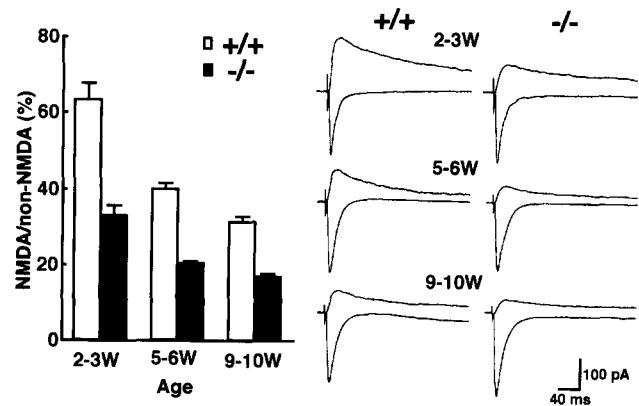 80
60
40
20
0
NMDA/non-NMDA (%)
+/+
-/-
2-3W 5-6W 9-10W
Age
+/+ -/-
2-3W
5-6W
9-10W
100 pA
40 ms